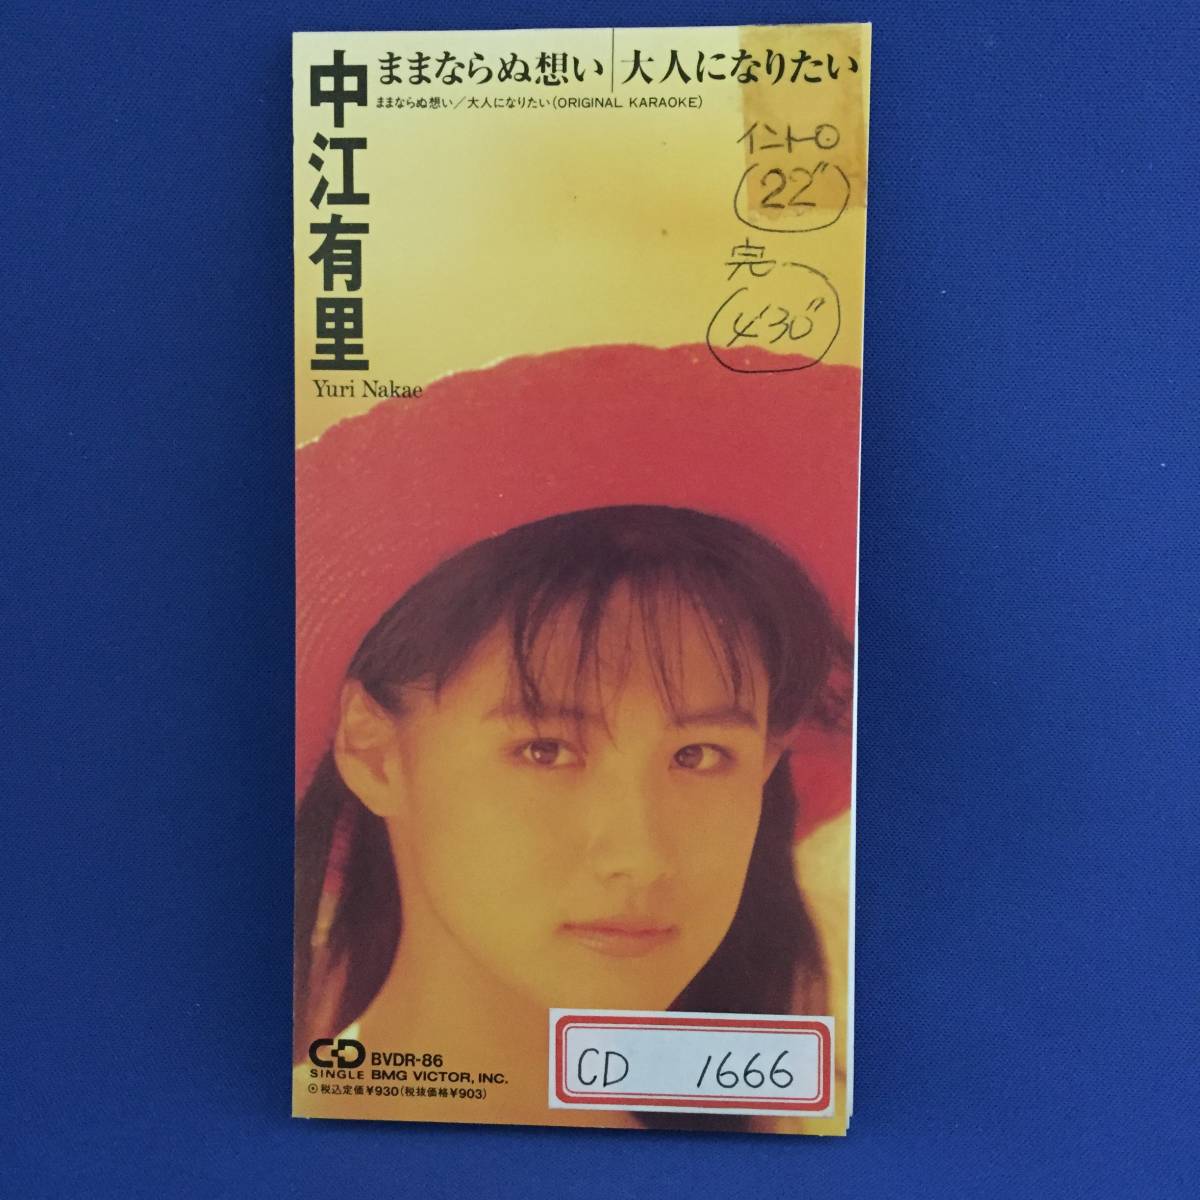 中江有里
Yuri Nakae
ままならぬ想い|大人になりたい
ままならぬ想い/大人になりたい(ORIGINAL KARAOKE)
イントロ
22"
完
4'30"
CD BVDR-86
SINGLE BMG VICTOR, INC.
⦿税込定価¥930(税抜価格¥903)
CD 1666